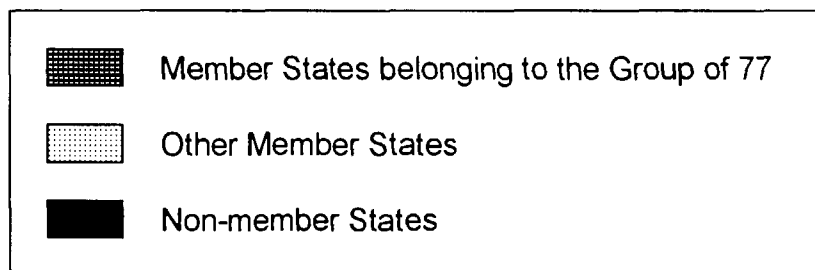 Member States belonging to the Group of 77
Other Member States
Non-member States